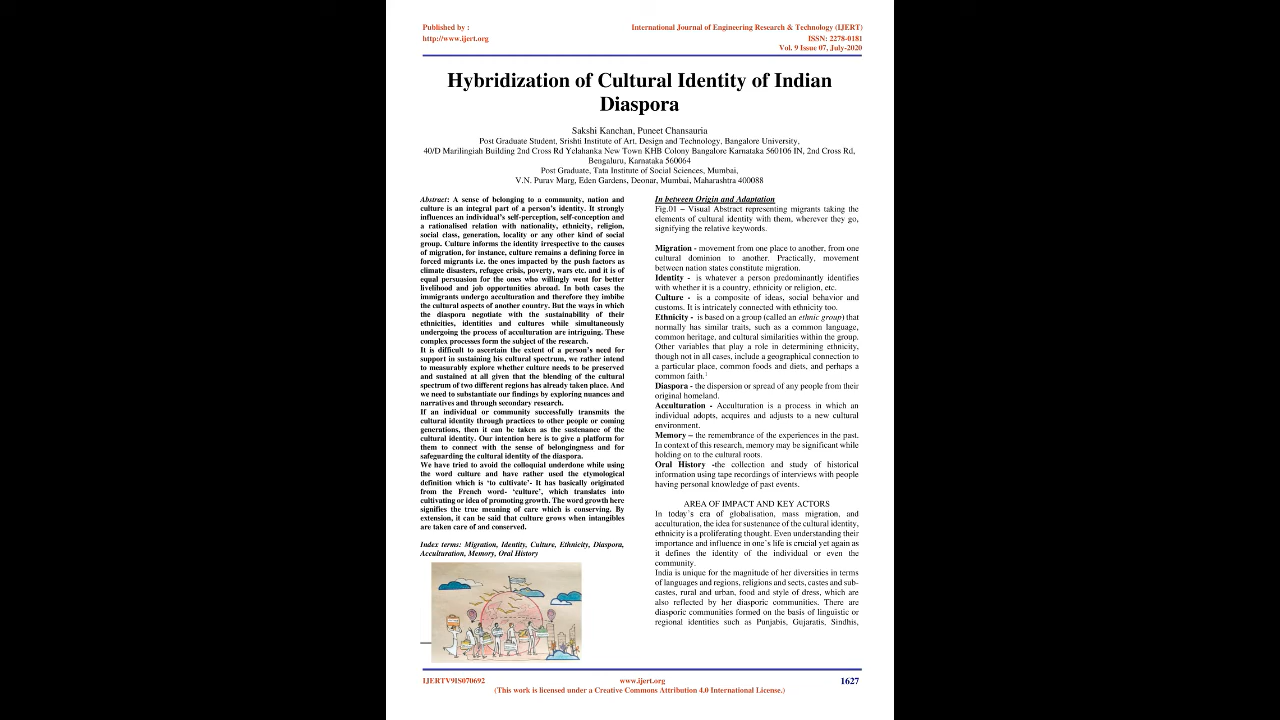 Published by :
http://www.ijert.org
International Journal of Engineering Research & Technology (IJERT)
ISSN: 2278-0181
Vol. 9 Issue 07, July-2020
Hybridization of Cultural Identity of Indian
Diaspora
Sakshi Kanchan, Puneet Chansauria
Post Graduate Student, Srishti Institute of Art, Design and Technology, Bangalore University,
40/D Marilingiah Building 2nd Cross Rd Yelahanka New Town KHB Colony Bangalore Karnataka 560106 IN, 2nd Cross Rd,
Bengaluru, Karnataka 560064
Post Graduate, Tata Institute of Social Sciences, Mumbai,
V.N. Purav Marg, Eden Gardens, Deonar, Mumbai, Maharashtra 400088
Abstract: A sense of belonging to a community, nation and
culture is an integral part of a person's identity. It strongly
influences an individual's self-perception, self-conception and
a rationalised relation with nationality, ethnicity, religion,
social class, generation, locality or any other kind of social
group. Culture informs the identity irrespective to the causes
of migration, for instance, culture remains a defining force in
forced migrants i.e. the ones impacted by the push factors as
climate disasters, refugee crisis, poverty, wars etc. and it is of
equal persuasion for the ones who willingly went for better
livelihood and job opportunities abroad. In both cases the
immigrants undergo acculturation and therefore they imbibe
the cultural aspects of another country. But the ways in which
the diaspora negotiate with the sustainability of their
ethnicities, identities and cultures while simultaneously
undergoing the process of acculturation are intriguing. These
complex processes form the subject of the research.
It is difficult to ascertain the extent of a person's need for
support in sustaining his cultural spectrum, we rather intend
to measurably explore whether culture needs to be preserved
and sustained at all given that the blending of the cultural
spectrum of two different regions has already taken place. And
we need to substantiate our findings by exploring nuances and
narratives and through secondary research.
If an individual or community successfully transmits the
cultural identity through practices to other people or coming
generations, then it can be taken as the sustenance of the
cultural identity. Our intention here is to give a platform for
them to connect with the sense of belongingness and for
safeguarding the cultural identity of the diaspora.
We have tried to avoid the colloquial underdone while using
the word culture and have rather used the etymological
definition which is 'to cultivate'- It has basically originated
from the French word- 'culture', which translates into
cultivating or idea of promoting growth. The word growth here
signifies the true meaning of care which is conserving. By
extension, it can be said that culture grows when intangibles
are taken care of and conserved.
Index terms: Migration, Identity, Culture, Ethnicity, Diaspora,
Acculturation, Memory, Oral History
In between Origin and Adaptation
Fig.01 – Visual Abstract representing migrants taking the
elements of cultural identity with them, wherever they go,
signifying the relative keywords.
Migration - movement from one place to another, from one
cultural dominion to another. Practically, movement
between nation states constitute migration.
Identity - is whatever a person predominantly identifies
with whether it is a country, ethnicity or religion, etc.
Culture - is a composite of ideas, social behavior and
customs. It is intricately connected with ethnicity too.
Ethnicity - is based on a group (called an ethnic group) that
normally has similar traits, such as a common language,
common heritage, and cultural similarities within the group.
Other variables that play a role in determining ethnicity,
though not in all cases, include a geographical connection to
a particular place, common foods and diets, and perhaps a
common faith.1
Diaspora - the dispersion or spread of any people from their
original homeland.
Acculturation - Acculturation is a process in which an
individual adopts, acquires and adjusts to a new cultural
environment.
Memory – the remembrance of the experiences in the past.
In context of this research, memory may be significant while
holding on to the cultural roots.
Oral History -the collection and study of historical
information using tape recordings of interviews with people
having personal knowledge of past events.
AREA OF IMPACT AND KEY ACTORS
In today's era of globalisation, mass migration, and
acculturation, the idea for sustenance of the cultural identity,
ethnicity is a proliferating thought. Even understanding their
importance and influence in one's life is crucial yet again as
it defines the identity of the individual or even the
community.
India is unique for the magnitude of her diversities in terms
of languages and regions, religions and sects, castes and sub-
castes, rural and urban, food and style of dress, which are
also reflected by her diasporic communities. There are
diasporic communities formed on the basis of linguistic or
regional identities such as Punjabis, Gujaratis, Sindhis,
IJERTV9IS070692
www.ijert.org
1627
(This work is licensed under a Creative Commons Attribution 4.0 International License.)